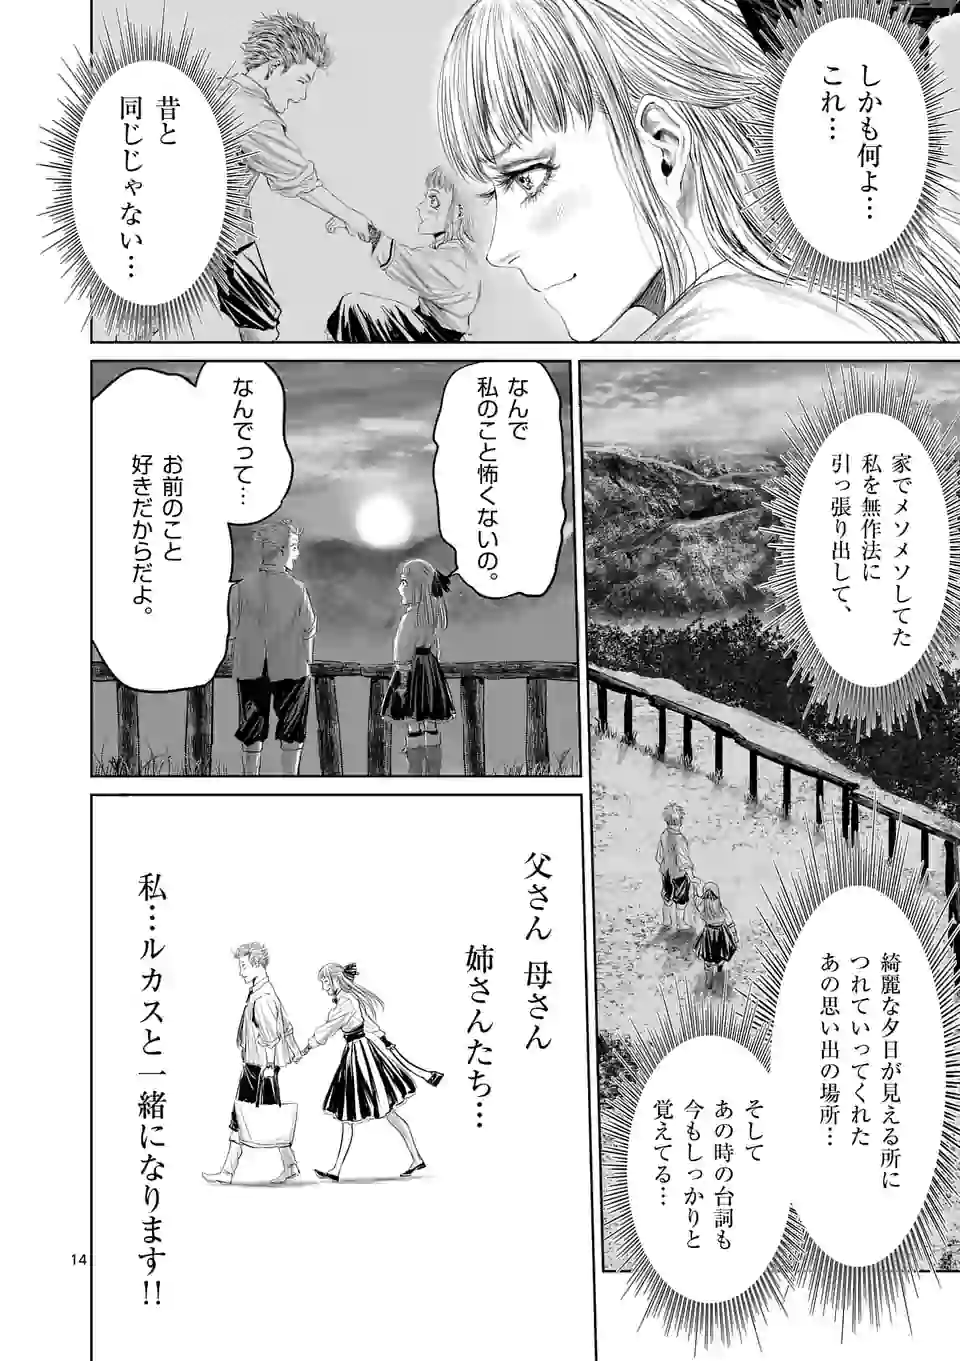 しかも何よ…
これ…
昔と
同じじゃない…
家でメソメソしてた
私を無作法に
引っ張り出して、
綺麗な夕日が見える所に
つれていってくれた
あの思い出の場所…
そして
あの時の台詞も
今もしっかりと
覚えてる…
なんで
私のこと怖くないの。
なんでって…
お前のこと
好きだからだよ。
父さん 母さん
姉さんたち…
私…ルカスと一緒になります!!
14